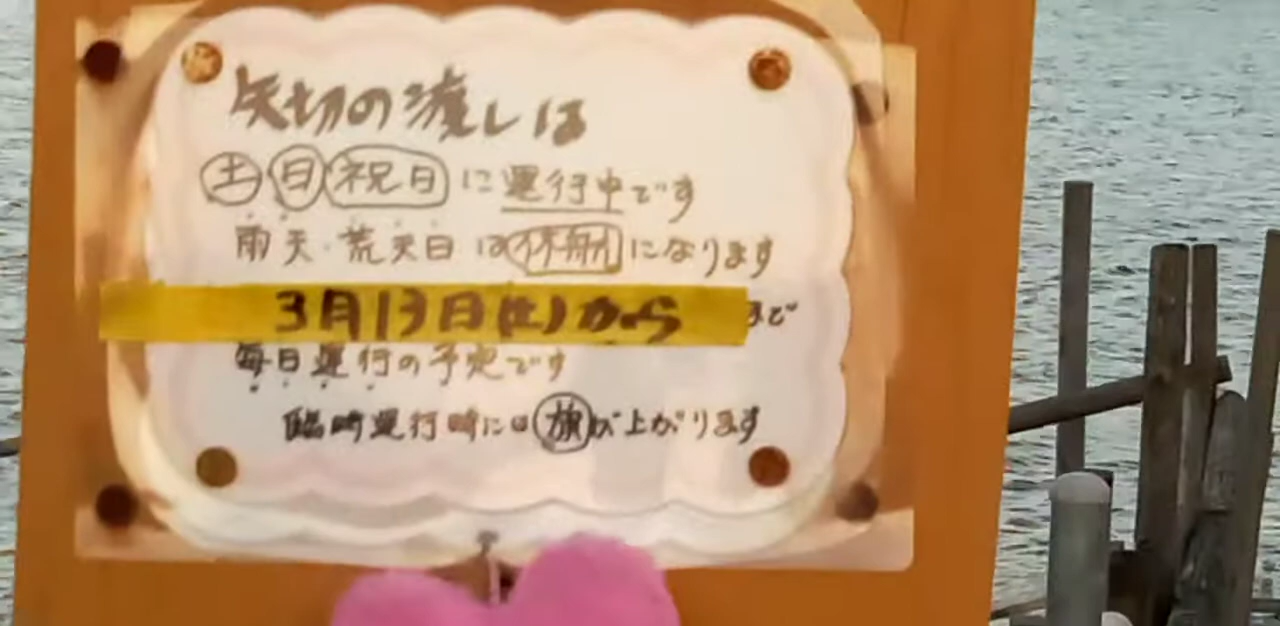 矢切の渡しは
土 日 祝日に運行中です
雨天・荒天日は休船になります
3月13日(土)から まで
毎日運行の予定です
臨時運行時には旗が上がります